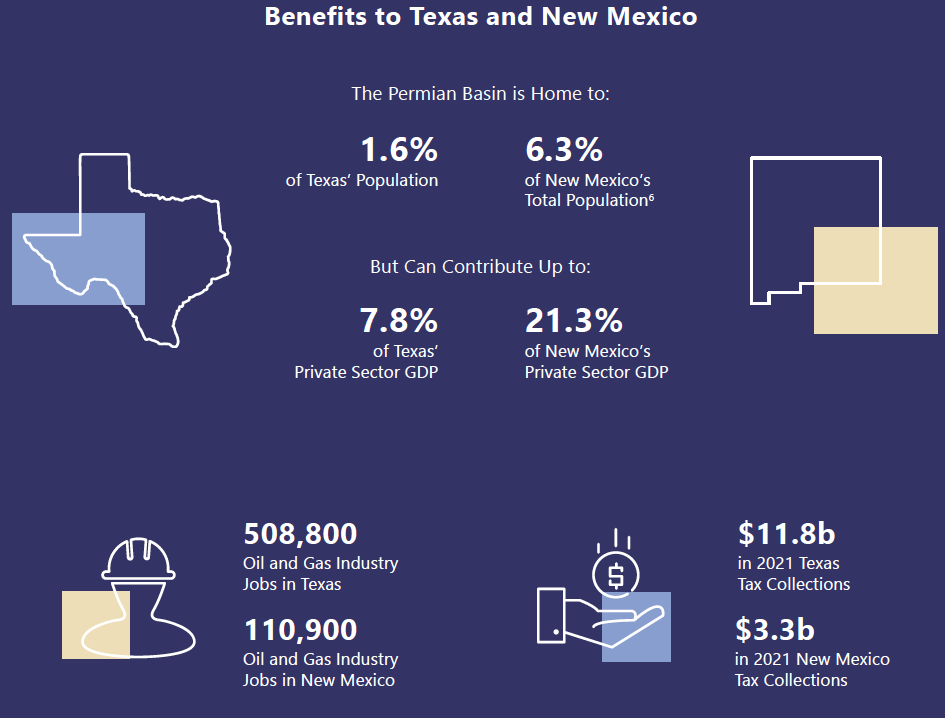 Benefits to Texas and New Mexico
The Permian Basin is Home to:
1.6%
of Texas’ Population
6.3%
of New Mexico’s
Total Population⁶
But Can Contribute Up to:
7.8%
of Texas’
Private Sector GDP
21.3%
of New Mexico’s
Private Sector GDP
508,800
Oil and Gas Industry
Jobs in Texas
110,900
Oil and Gas Industry
Jobs in New Mexico
$
$11.8b
in 2021 Texas
Tax Collections
$3.3b
in 2021 New Mexico
Tax Collections